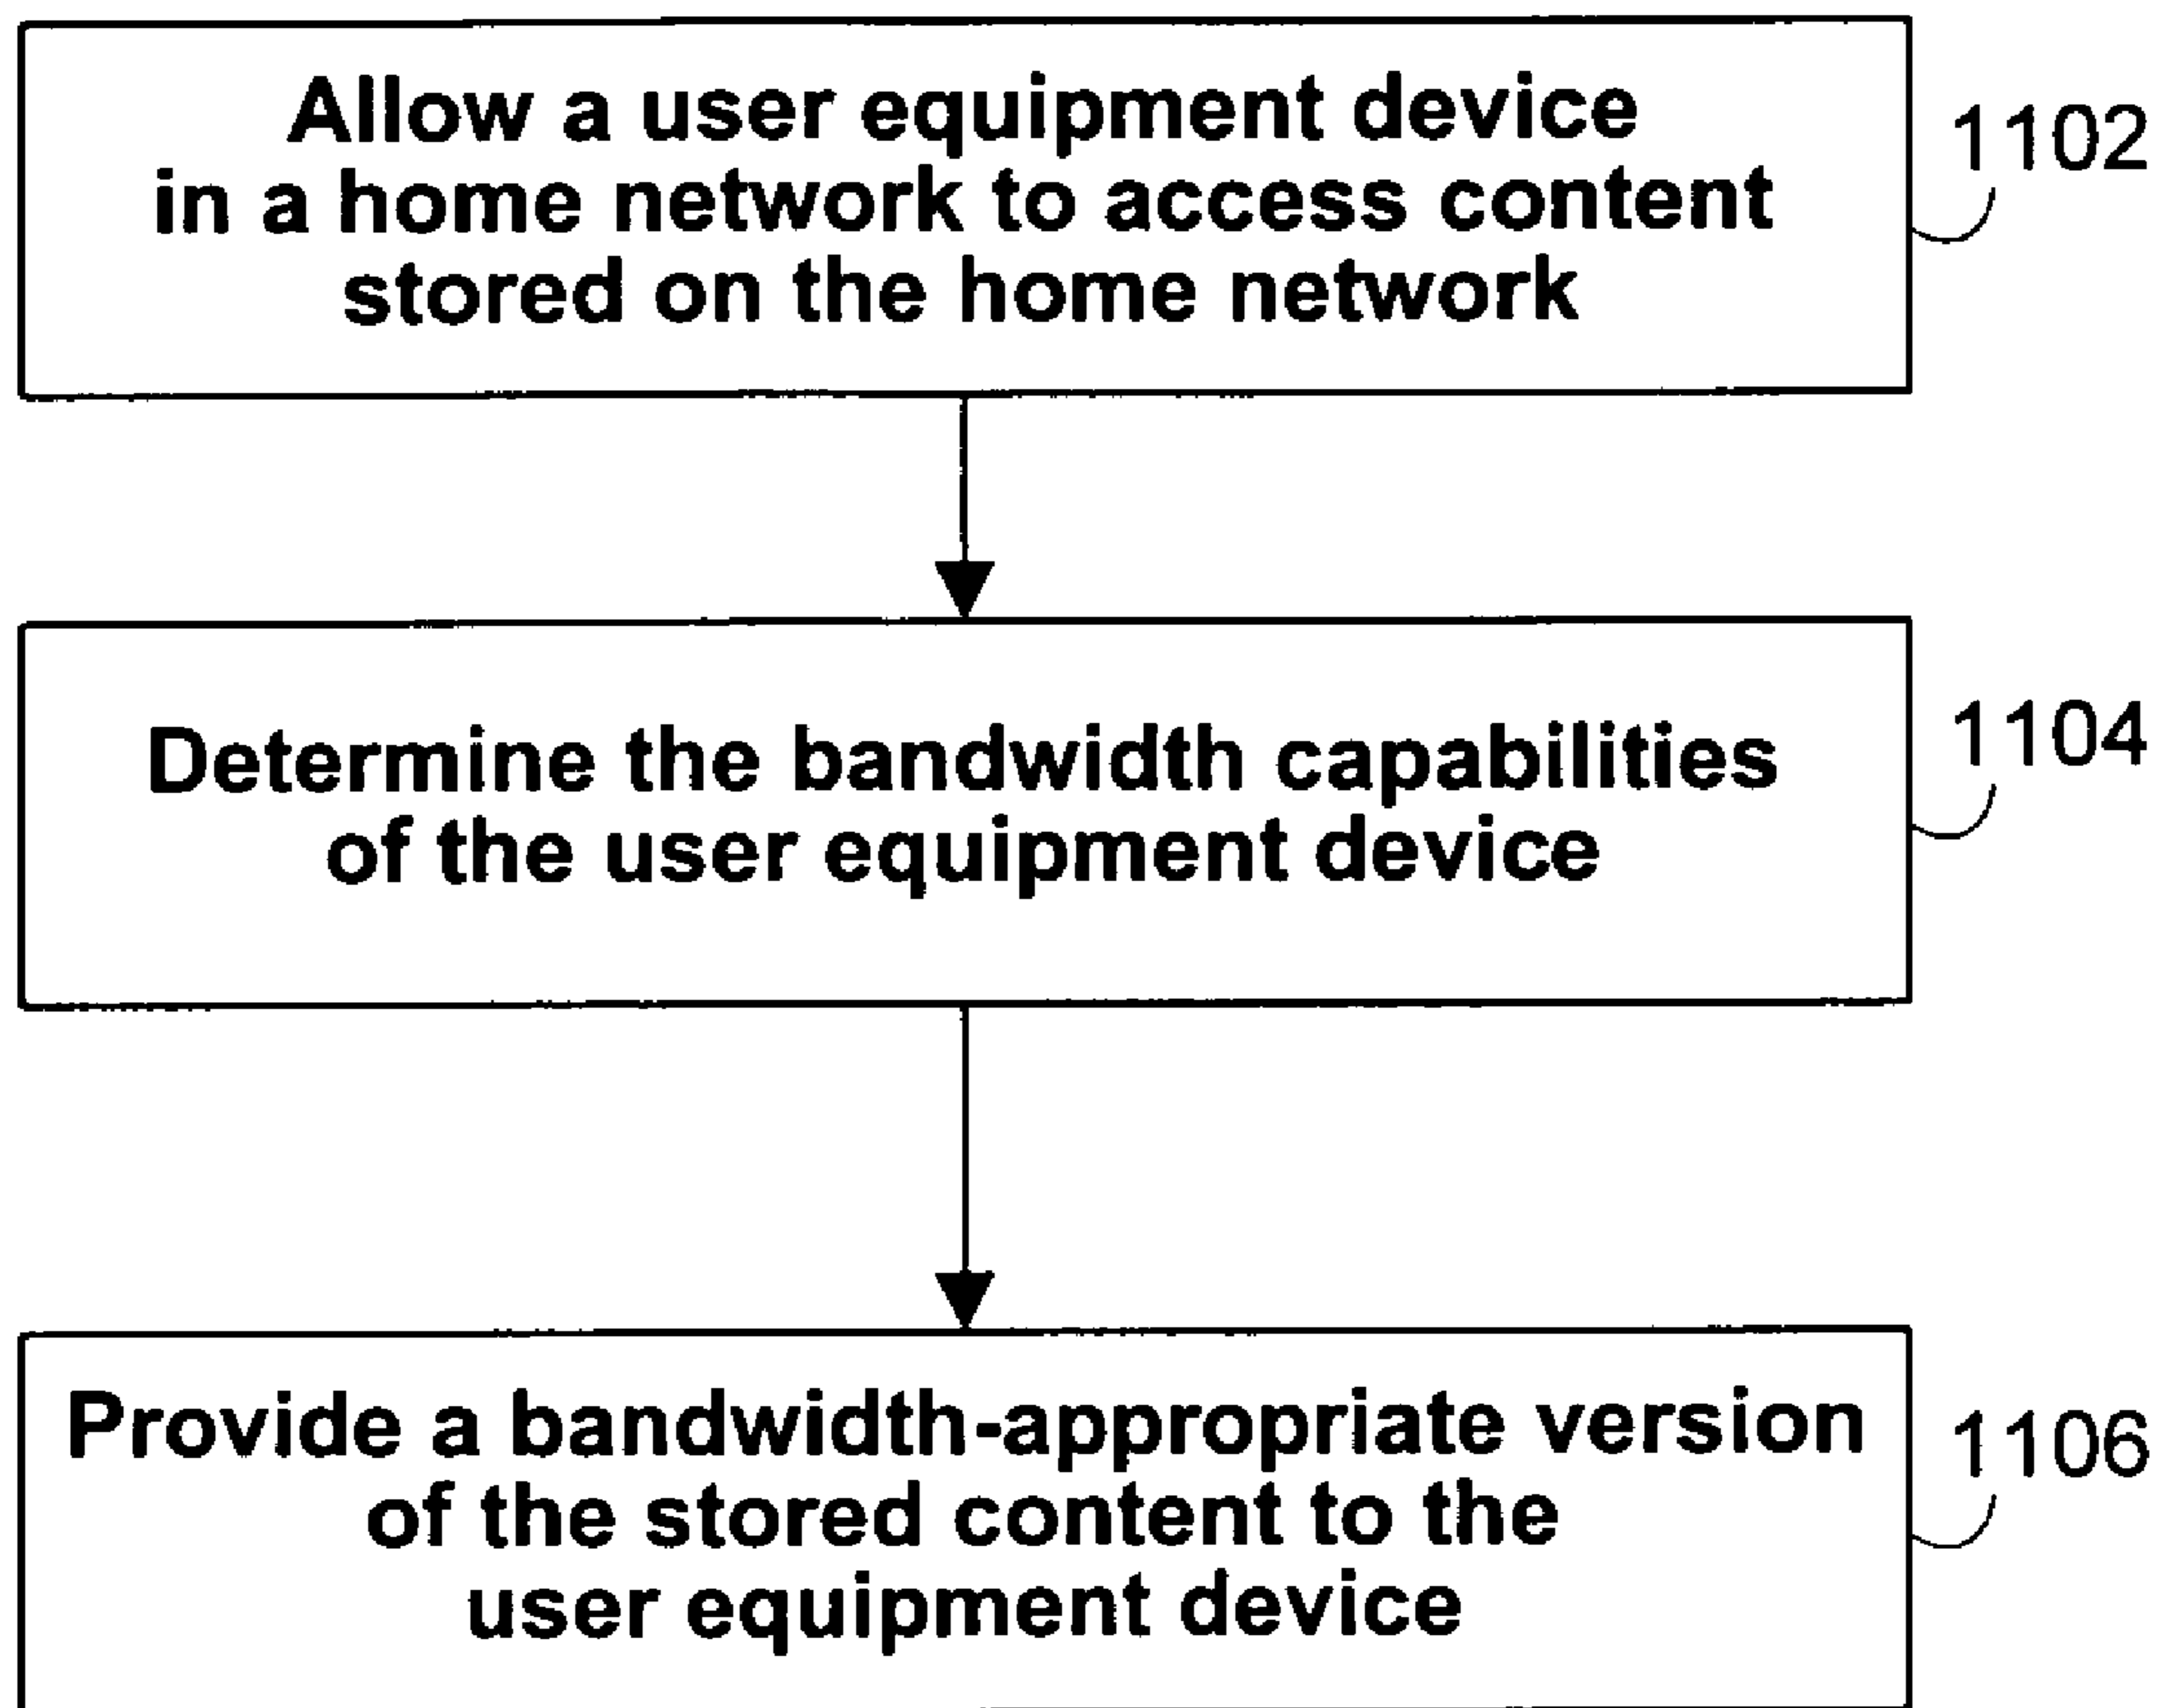 Allow a user equipment device
in a home network to access content
stored on the home network
1102
Determine the bandwidth capabilities
of the user equipment device
1104
Provide a bandwidth-appropriate version
of the stored content to the
user equipment device
1106